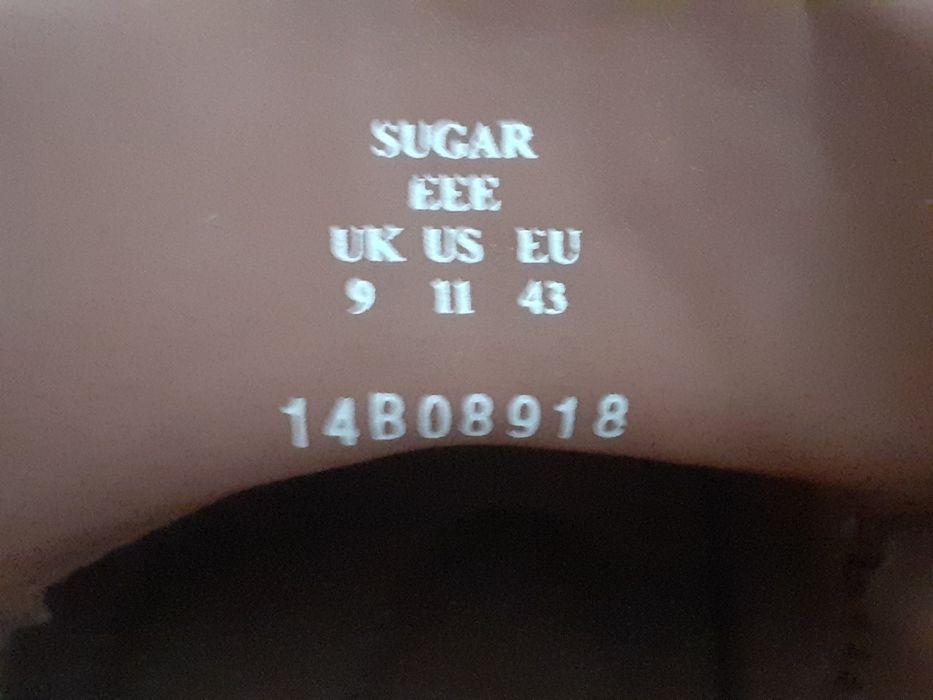 SUGAR
EEE
UK US EU
9 11 43
14B08918